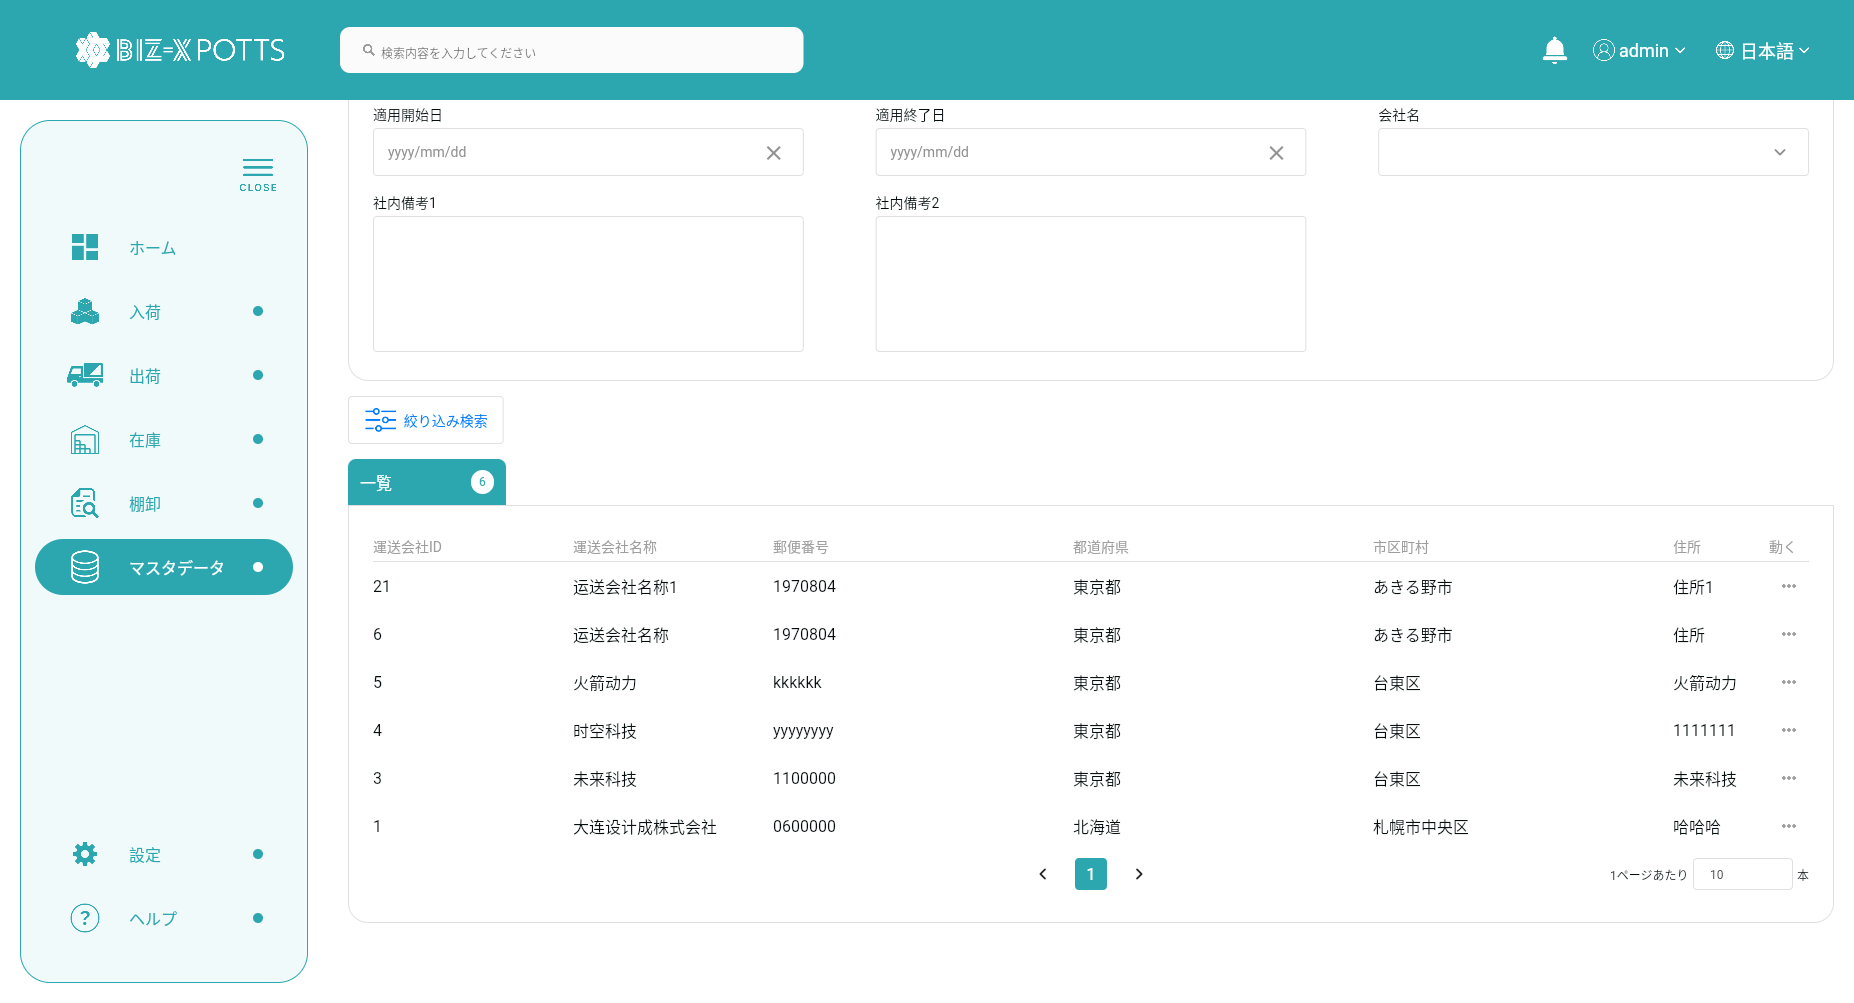 BIZ-X POTTS
検索内容を入力してください
admin
日本語
CLOSE
ホーム
入荷
出荷
在庫
棚卸
マスタデータ
設定
ヘルプ
適用開始日 適用終了日 会社名
yyyy/mm/dd yyyy/mm/dd
社内備考1 社内備考2
絞り込み検索
一覧 6
運送会社ID 運送会社名称 郵便番号 都道府県 市区町村 住所 動く
21 运送会社名称1 1970804 東京都 あきる野市 住所1
6 运送会社名称 1970804 東京都 あきる野市 住所
5 火箭动力 kkkkkk 東京都 台東区 火箭动力
4 时空科技 yyyyyyyy 東京都 台東区 1111111
3 未来科技 1100000 東京都 台東区 未来科技
1 大连设计成株式会社 0600000 北海道 札幌市中央区 哈哈哈
1
1ページあたり 10 本